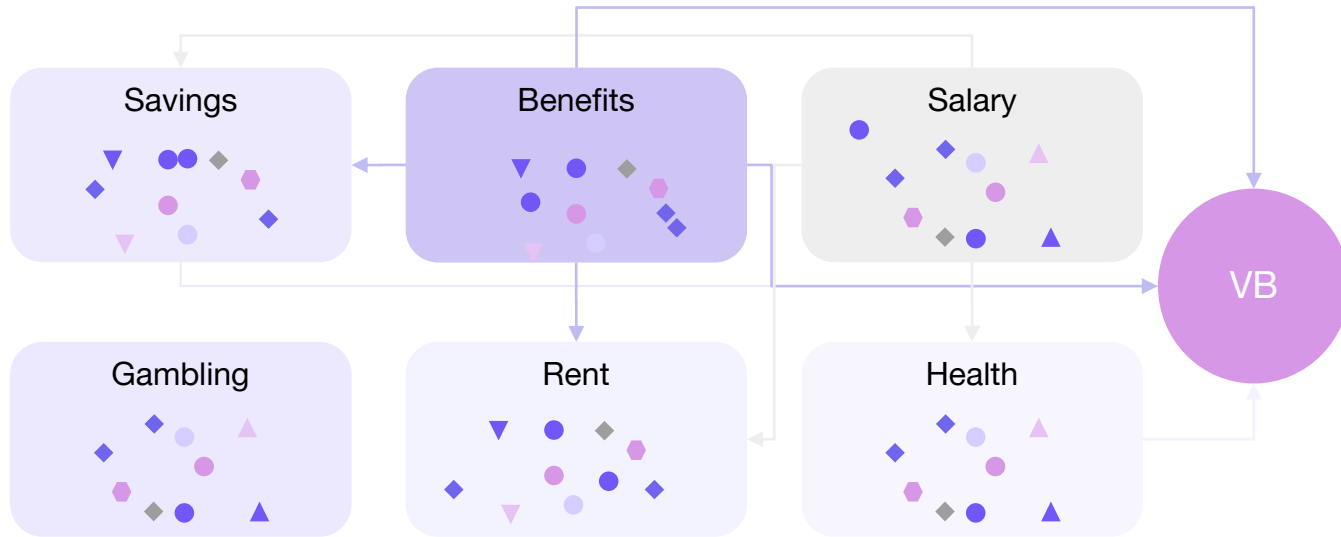 Savings
Benefits
Salary
VB
Gambling
Rent
Health